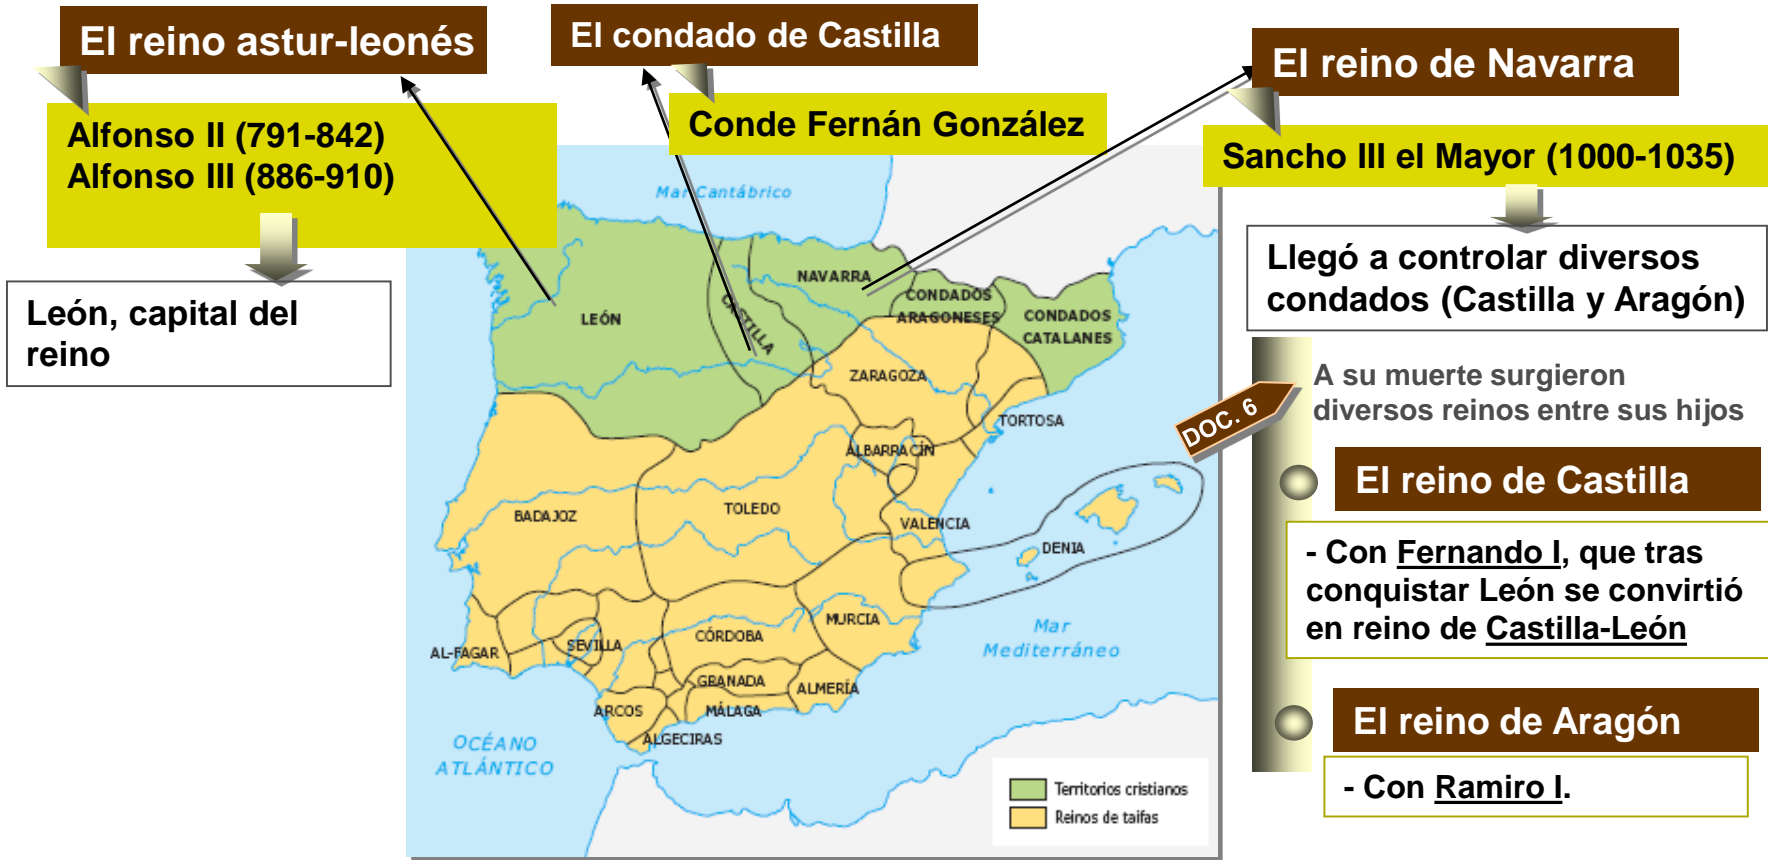 El reino astur-leonés
Alfonso II (791-842)
Alfonso III (886-910)
León, capital del
reino
El condado de Castilla
Conde Fernán González
El reino de Navarra
Sancho III el Mayor (1000-1035)
Llegó a controlar diversos
condados (Castilla y Aragón)
A su muerte surgieron
diversos reinos entre sus hijos
DOC. 6
El reino de Castilla
- Con Fernando I, que tras
conquistar León se convirtió
en reino de Castilla-León
El reino de Aragón
- Con Ramiro I.
Mar Cantábrico
NAVARRA
CONDADOS
ARAGONESES
CONDADOS
CATALANES
LEÓN
CASTILLA
ZARAGOZA
TORTOSA
ALBARRACÍN
BADAJOZ
TOLEDO
VALENCIA
DENIA
MURCIA
CÓRDOBA
SEVILLA
AL-FAGAR
GRANADA
ALMERÍA
ARCOS
MÁLAGA
ALGECIRAS
Mar
Mediterráneo
OCÉANO
ATLÁNTICO
Territorios cristianos
Reinos de taifas